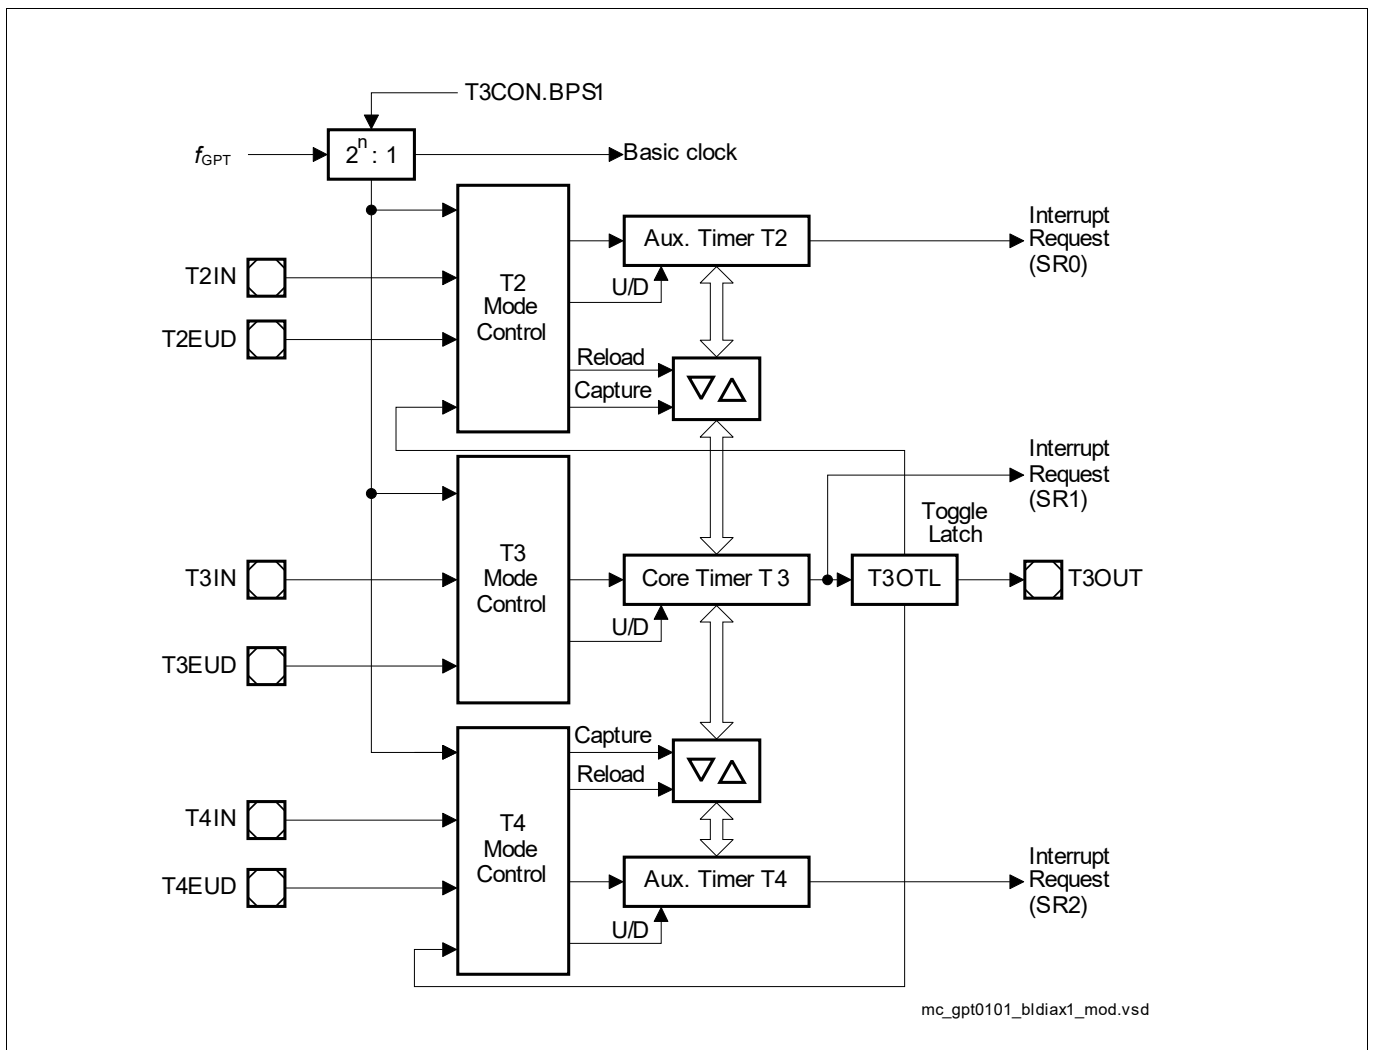 T3CON.BPS1
fGPT
2n : 1
Basic clock
Interrupt
Request
(SR0)
Aux. Timer T2
T2IN
T2
Mode
Control
U/D
T2EUD
Reload
Capture
Interrupt
Request
(SR1)
Toggle
Latch
T3
Mode
Control
T3IN
Core Timer T 3
T3OTL
T3OUT
U/D
T3EUD
Capture
Reload
T4IN
T4
Mode
Control
Interrupt
Request
(SR2)
T4EUD
Aux. Timer T4
U/D
mc_gpt0101_bldiax1_mod.vsd